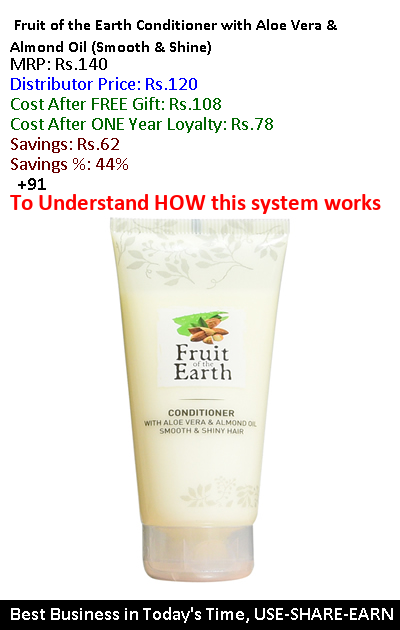 Fruit of the Earth Conditioner with Aloe Vera &
Almond Oil (Smooth & Shine)
MRP: Rs.140
Distributor Price: Rs.120
Cost After FREE Gift: Rs.108
Cost After ONE Year Loyalty: Rs.78
Savings: Rs.62
Savings %: 44%
+91
To Understand HOW this system works
Fruit
of the
Earth
CONDITIONER
WITH ALOE VERA & ALMOND OIL
SMOOTH & SHINY HAIR
Best Business in Today's Time, USE-SHARE-EARN